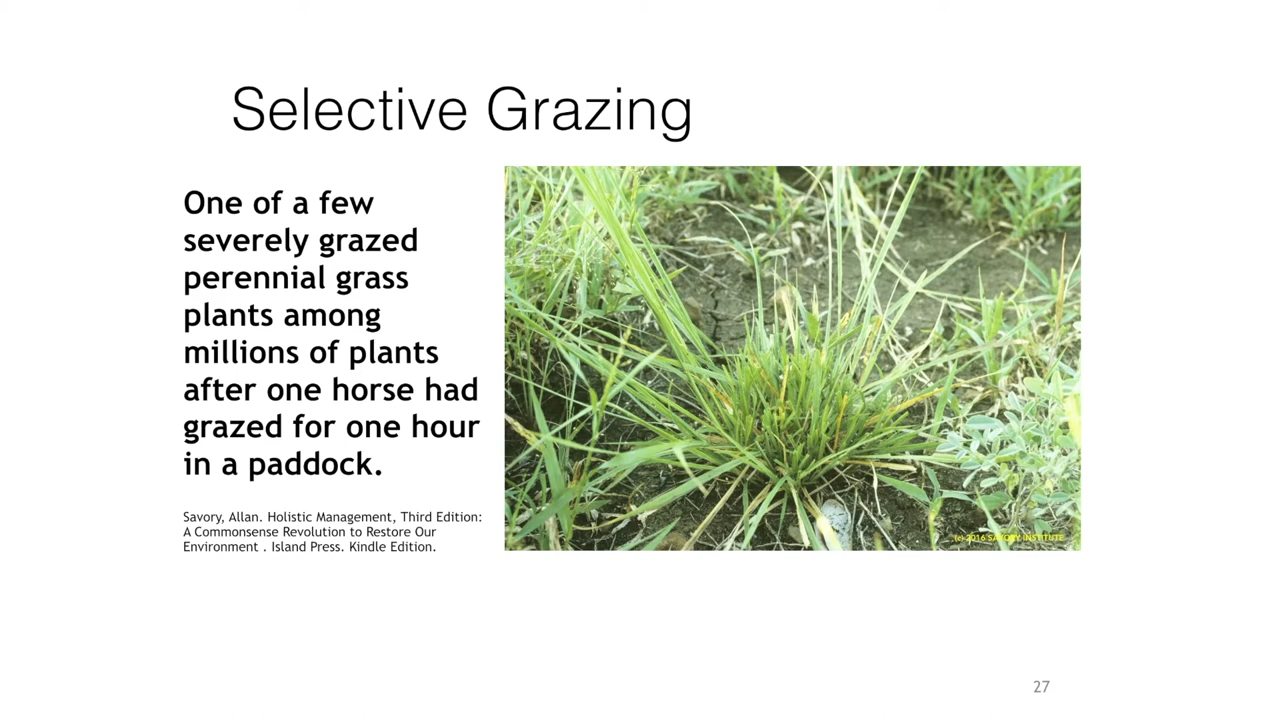 Selective Grazing
One of a few
severely grazed
perennial grass
plants among
millions of plants
after one horse had
grazed for one hour
in a paddock.
Savory, Allan. Holistic Management, Third Edition:
A Commonsense Revolution to Restore Our
Environment . Island Press. Kindle Edition.
(c) 2016 SAVORY INSTITUTE
27